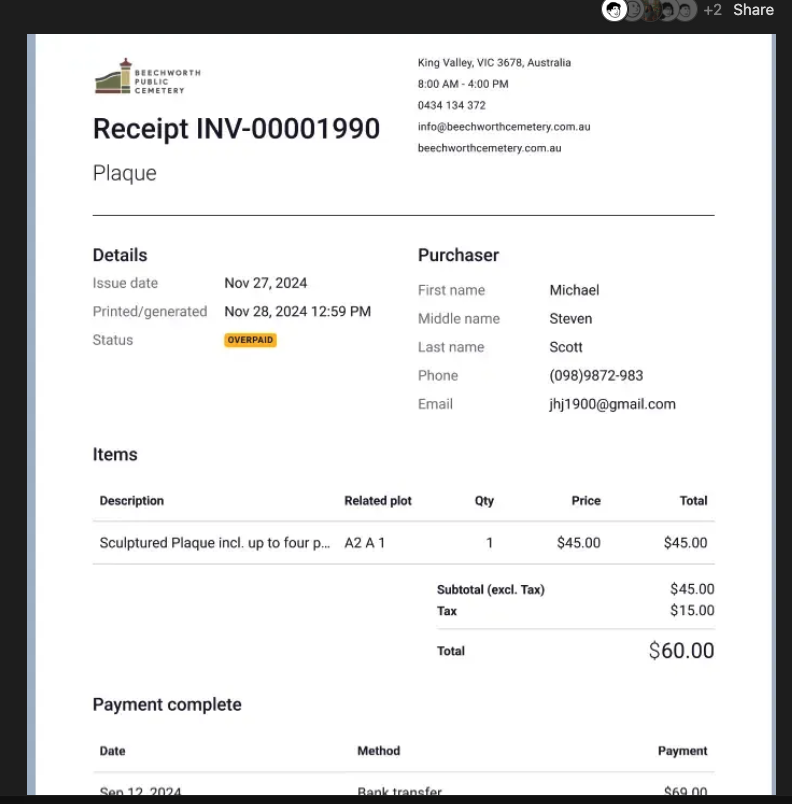 +2 Share
BEECHWORTH
PUBLIC
CEMETERY
King Valley, VIC 3678, Australia
8:00 AM - 4:00 PM
0434 134 372
info@beechworthcemetery.com.au
beechworthcemetery.com.au
Receipt INV-00001990
Plaque
Details
Issue date Nov 27, 2024
Printed/generated Nov 28, 2024 12:59 PM
Status OVERPAID
Purchaser
First name Michael
Middle name Steven
Last name Scott
Phone (098)9872-983
Email jhj1900@gmail.com
Items
Description Related plot Qty Price Total
Sculptured Plaque incl. up to four p... A2 A 1 1 $45.00 $45.00
Subtotal (excl. Tax) $45.00
Tax $15.00
Total $60.00
Payment complete
Date Method Payment
Sep 12, 2024 Bank transfer $69.00